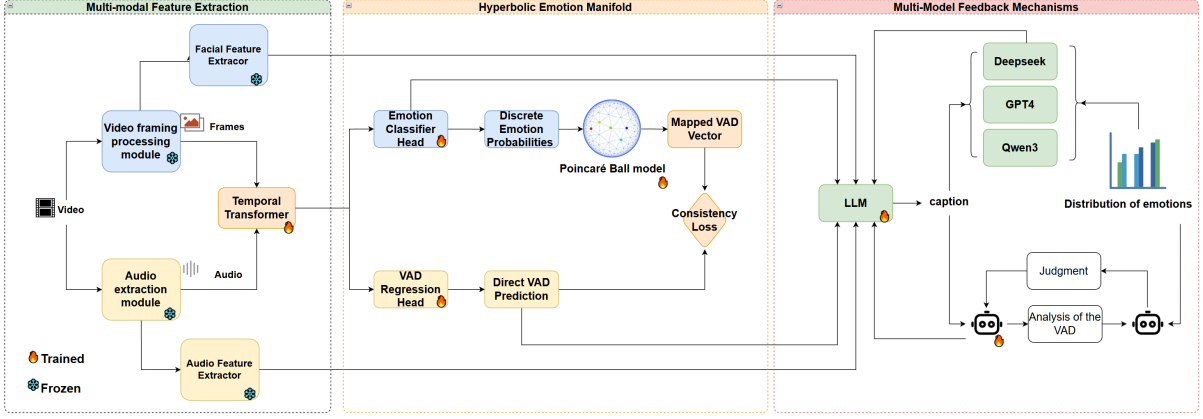 Multi-modal Feature Extraction
Facial Feature
Extracor
Video framing
processing
module
Frames
Video
Temporal
Transformer
Audio
extraction
module
Audio
Audio Feature
Extractor
Trained
Frozen
Hyperbolic Emotion Manifold
Emotion
Classifier
Head
Discrete
Emotion
Probabilities
Poincaré Ball model
Mapped VAD
Vector
Consistency
Loss
VAD
Regression
Head
Direct VAD
Prediction
Multi-Model Feedback Mechanisms
Deepseek
GPT4
Qwen3
LLM
caption
Distribution of emotions
Judgment
Analysis of the
VAD